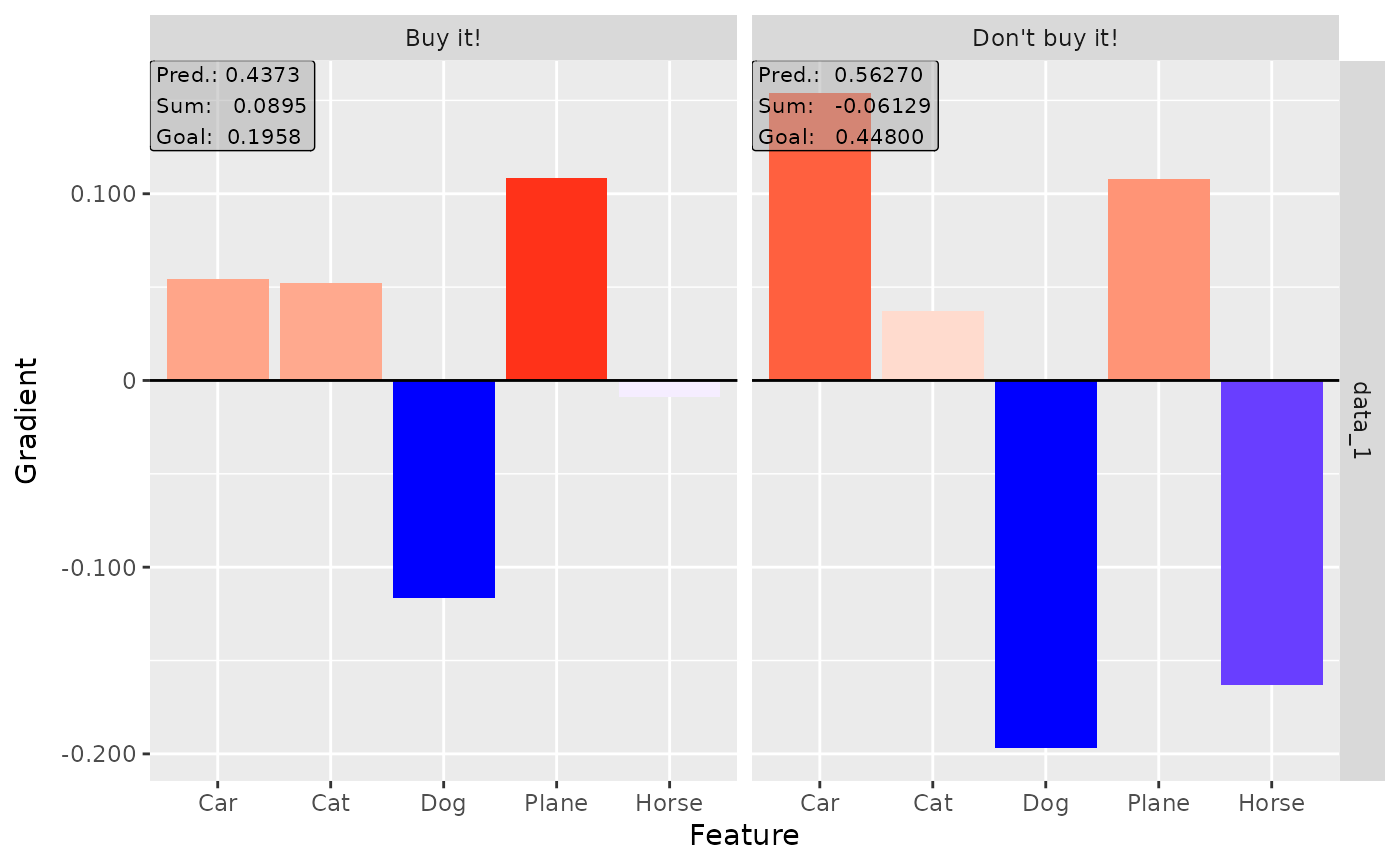 Buy it!
Don't buy it!
Pred.: 0.4373
Sum: 0.0895
Goal: 0.1958
Pred.: 0.56270
Sum: -0.06129
Goal: 0.44800
Gradient
0.100
0
-0.100
-0.200
data_1
Car Cat Dog Plane Horse
Car Cat Dog Plane Horse
Feature